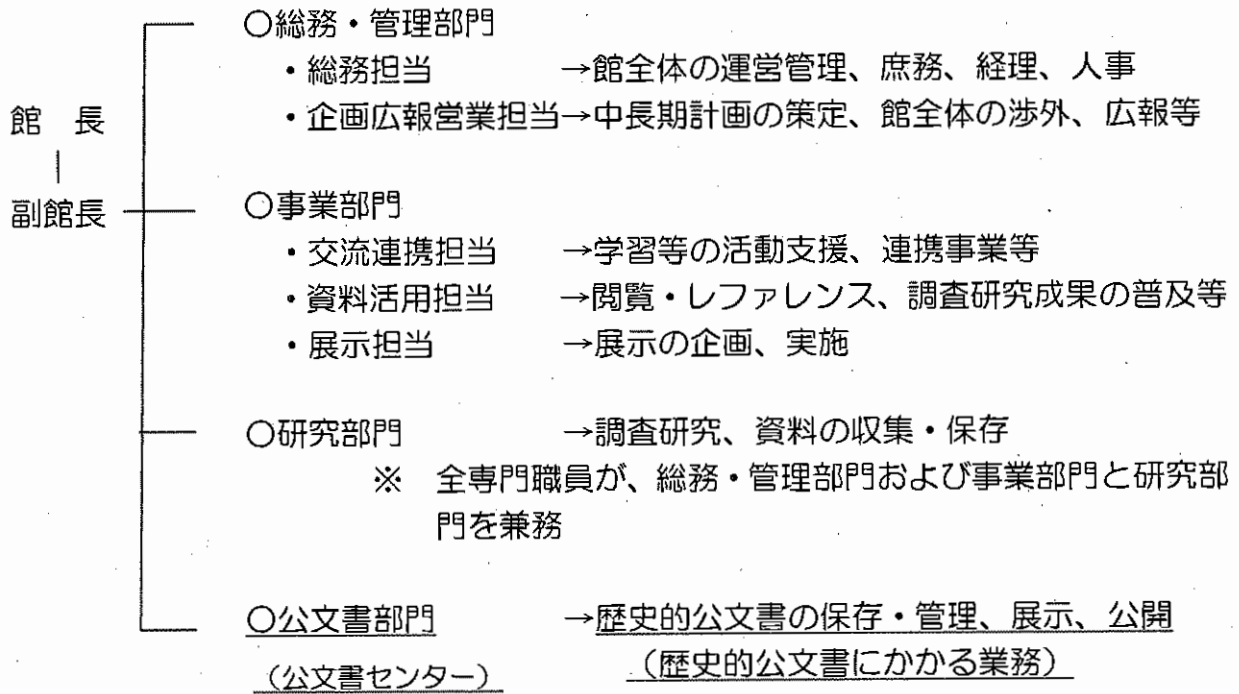 ○総務・管理部門
・総務担当 →館全体の運営管理、庶務、経理、人事
・企画広報営業担当→中長期計画の策定、館全体の渉外、広報等
館 長
副館長
○事業部門
・交流連携担当 →学習等の活動支援、連携事業等
・資料活用担当 →閲覧・レファレンス、調査研究成果の普及等
・展示担当 →展示の企画、実施
○研究部門 →調査研究、資料の収集・保存
※ 全専門職員が、総務・管理部門および事業部門と研究部
門を兼務
○公文書部門 →歴史的公文書の保存・管理、展示、公開
（公文書センター） （歴史的公文書にかかる業務）